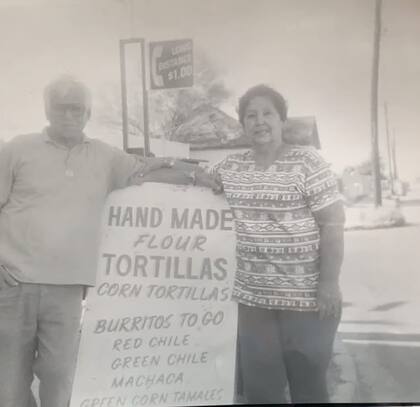 LONG
DISTANCE
$1.00
HAND MADE
FLOUR
TORTILLAS
CORN TORTILLAS
BURRITOS TO GO
RED CHILE
GREEN CHILE
MACHACA
GREEN CORN TAMALES